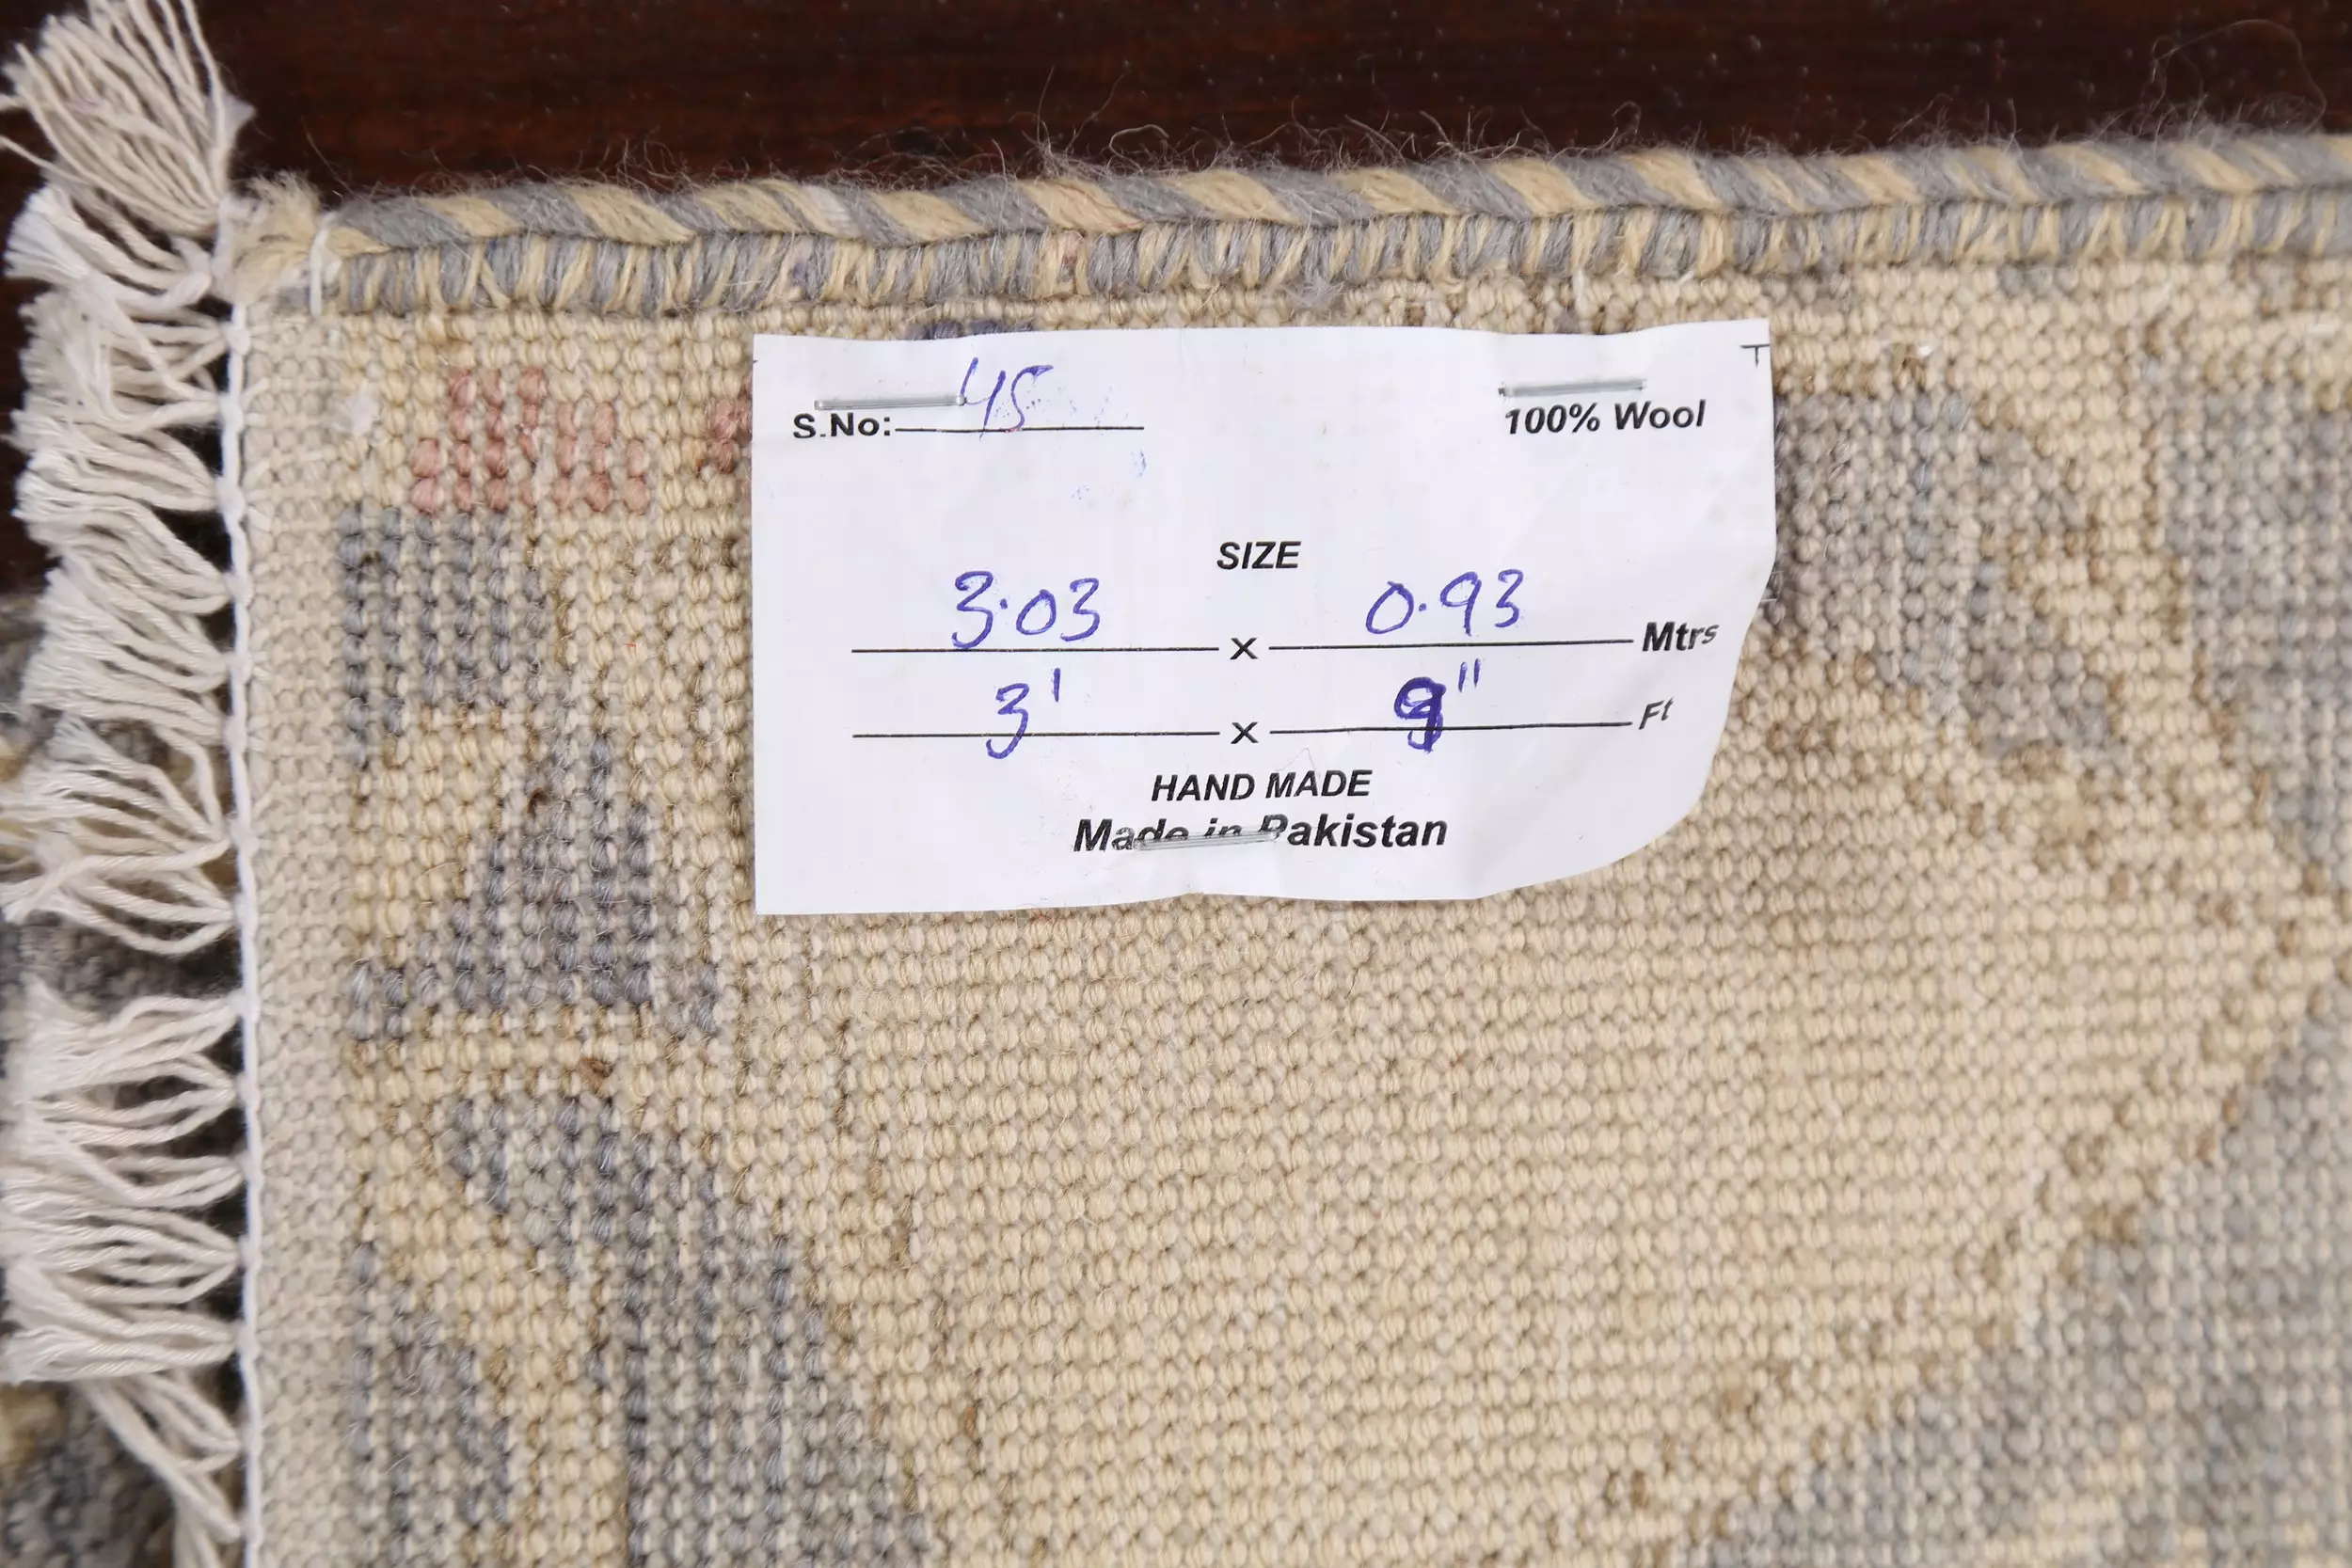 S.No: 45 100% Wool
SIZE
3.03 x 0.93 Mtrs
3' x 9" Ft
HAND MADE
Made in Pakistan